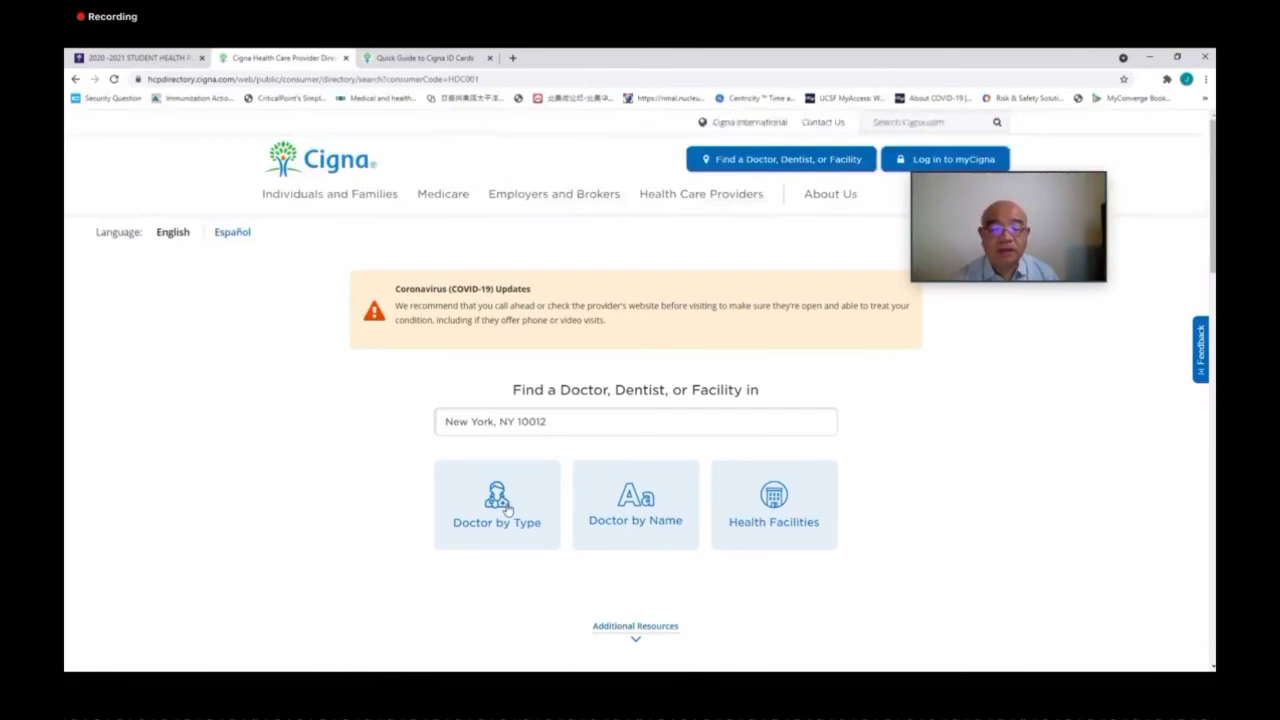 Recording
2020 -2021 STUDENT HEALTH P
Cigna Health Care Provider Direc
Quick Guide to Cigna ID Cards
hcpdirectory.cigna.com/web/public/consumer/directory/search?consumerCode=HDC001
Security Question
Immunization Actio...
CriticalPoint's Simpl...
Medical and health...
https://nmal.nucleu...
Centricity ™ Time a...
UCSF MyAccess: W...
About COVID-19 |...
Risk & Safety Soluti...
MyConverge Book...
Cigna International
Contact Us
Cigna®
Find a Doctor, Dentist, or Facility
Log in to myCigna
Individuals and Families
Medicare
Employers and Brokers
Health Care Providers
About Us
Language:
English
Español
Coronavirus (COVID-19) Updates
We recommend that you call ahead or check the provider's website before visiting to make sure they're open and able to treat your
condition, including if they offer phone or video visits.
Feedback
Find a Doctor, Dentist, or Facility in
New York, NY 10012
Doctor by Type
Aa
Doctor by Name
Health Facilities
Additional Resources